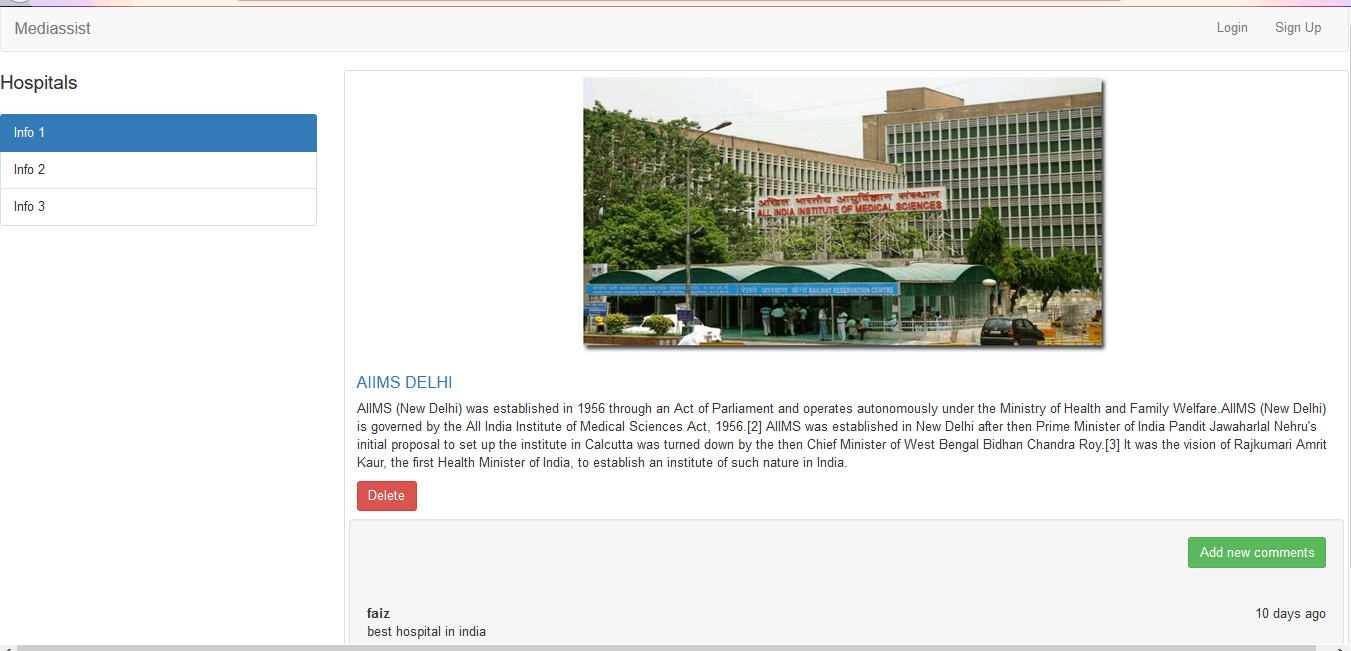 Mediassist
Login
Sign Up
Hospitals
Info 1
Info 2
Info 3
अखिल भारतीय आयुर्विज्ञान संस्थान
ALL INDIA INSTITUTE OF MEDICAL SCIENCES
रेलवे आरक्षण केन्द्र RAILWAY RESERVATION CENTRE
AIIMS DELHI
AIIMS (New Delhi) was established in 1956 through an Act of Parliament and operates autonomously under the Ministry of Health and Family Welfare.AIIMS (New Delhi)
is governed by the All India Institute of Medical Sciences Act, 1956.[2] AIIMS was established in New Delhi after then Prime Minister of India Pandit Jawaharlal Nehru's
initial proposal to set up the institute in Calcutta was turned down by the then Chief Minister of West Bengal Bidhan Chandra Roy.[3] It was the vision of Rajkumari Amrit
Kaur, the first Health Minister of India, to establish an institute of such nature in India.
Delete
Add new comments
faiz
10 days ago
best hospital in india